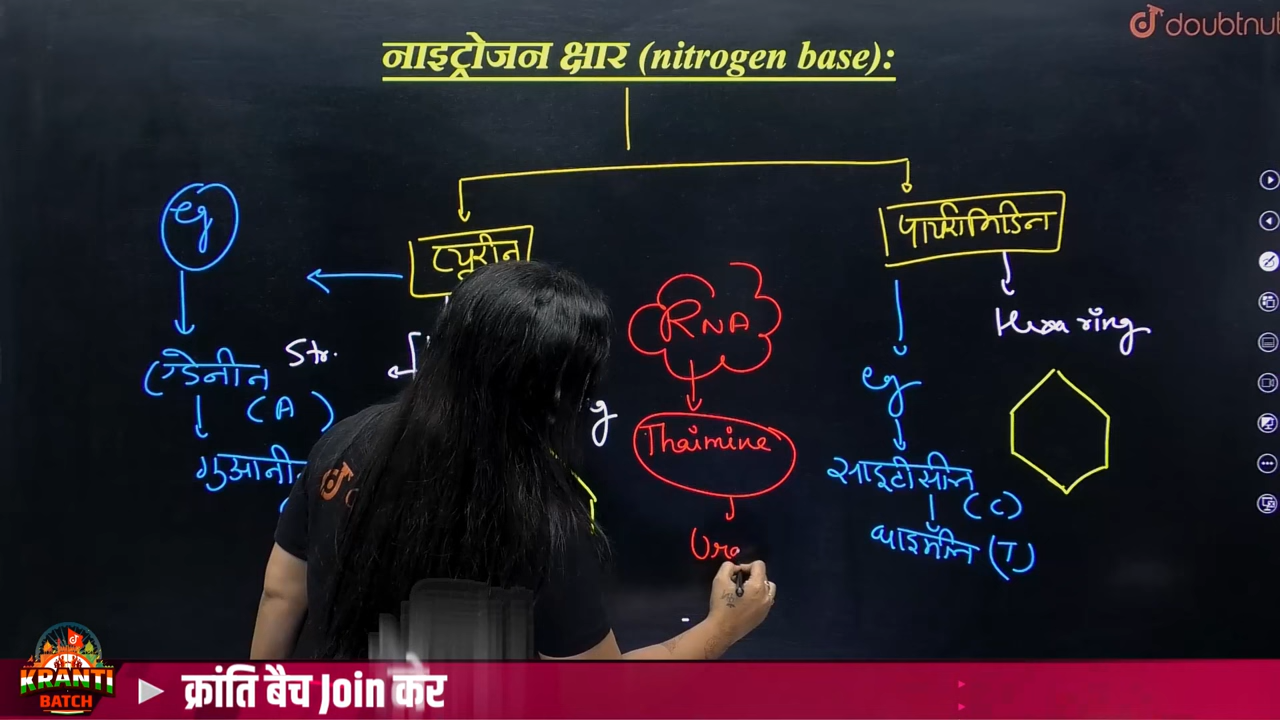 doubtnut
नाइट्रोजन क्षार (nitrogen base):
eg
प्यूरीन
पायरीमिडिन
RNA
Hexa ring
एडेनीन
Str.
(A)
eg
g
Thaimine
गुआनीन
साइटोसीन
(C)
थाइमीन (T)
Ura
KRANTI
BATCH
क्रांति बैच Join करे